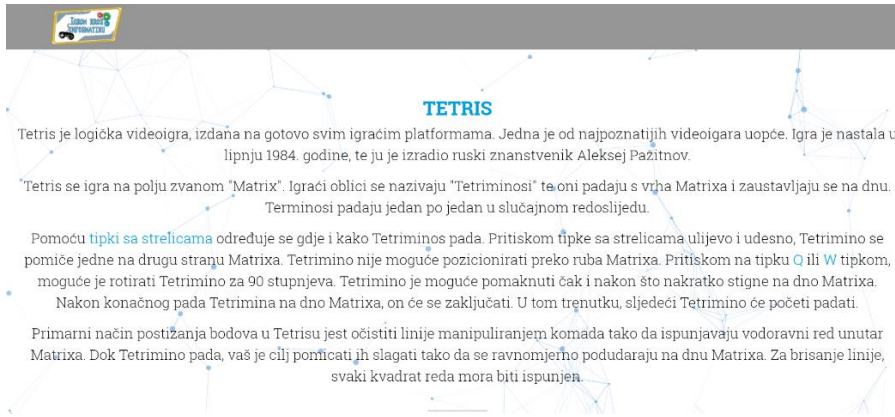 IGROM KROZ
INFORMATIKU
TETRIS
Tetris je logička videoigra, izdana na gotovo svim igraćim platformama. Jedna je od najpoznatijih videoigara uopće. Igra je nastala u
lipnju 1984. godine, te ju je izradio ruski znanstvenik Aleksej Pažitnov.
Tetris se igra na polju zvanom "Matrix". Igraći oblici se nazivaju "Tetriminosi" te oni padaju s vrha Matrixa i zaustavljaju se na dnu.
Terminosi padaju jedan po jedan u slučajnom redoslijedu.
Pomoću tipki sa strelicama određuje se gdje i kako Tetriminos pada. Pritiskom tipke sa strelicama ulijevo i udesno, Tetrimino se
pomiče jedne na drugu stranu Matrixa. Tetrimino nije moguće pozicionirati preko ruba Matrixa. Pritiskom na tipku Q ili W tipkom,
moguće je rotirati Tetrimino za 90 stupnjeva. Tetrimino je moguće pomaknuti čak i nakon što nakratko stigne na dno Matrixa.
Nakon konačnog pada Tetrimina na dno Matrixa, on će se zaključati. U tom trenutku, sljedeći Tetrimino će početi padati.
Primarni način postizanja bodova u Tetrisu jest očistiti linije manipuliranjem komada tako da ispunjavaju vodoravni red unutar
Matrixa. Dok Tetrimino pada, vaš je cilj pomicati ih slagati tako da se ravnomjerno podudaraju na dnu Matrixa. Za brisanje linije,
svaki kvadrat reda mora biti ispunjen.